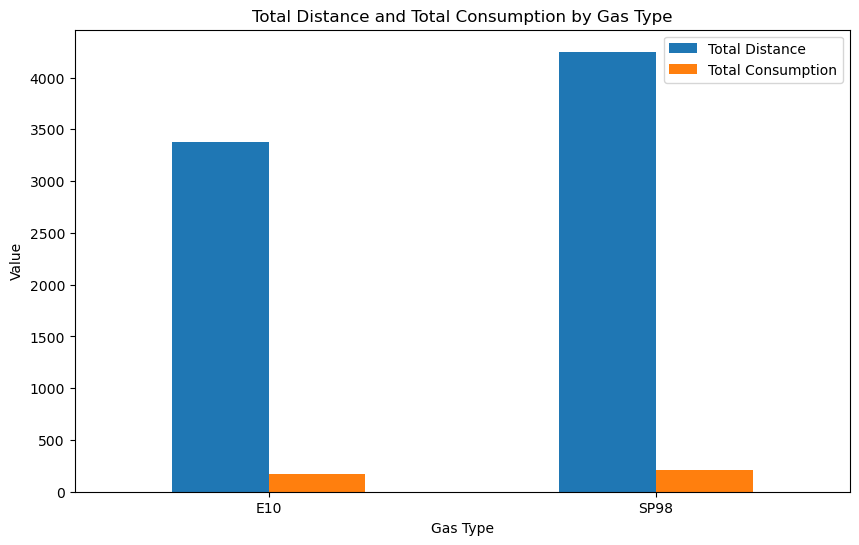 Total Distance and Total Consumption by Gas Type
Total Distance
Total Consumption
4000
3500
3000
2500
2000
1500
1000
500
0
Value
E10
SP98
Gas Type